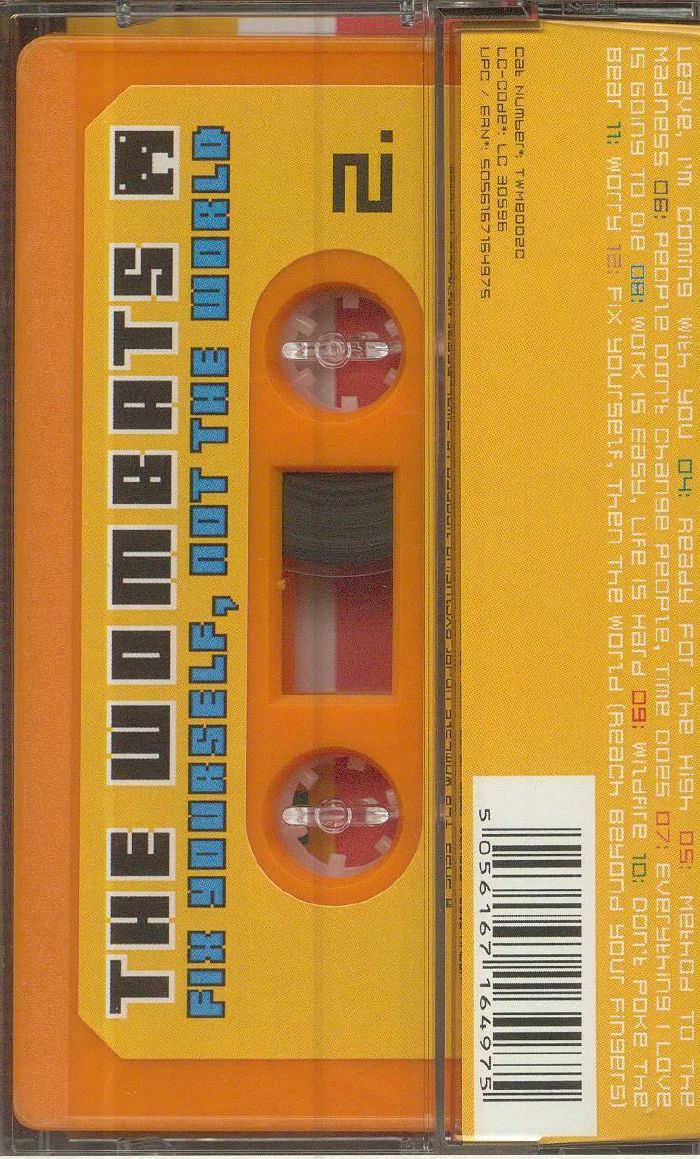 THE WOMBATS
FIX YOURSELF, NOT THE WORLD
2.
Leave, I'm coming with you 04: Ready for the High 05: Method to the
Madness 06: People Don't Change People, Time Does 07: Everything I Love
Is Going to Die 08: Work Is Easy, Life Is Hard 09: Wildfire 10: Don't Poke the
Bear 11: Worry 12: Fix Yourself, Then the World (Reach Beyond Your Fingers)
Cat Number*: TWMB002C
LC-Code*: LC 30596
UPC / EAN*: 5056167164975
5 056167 164975